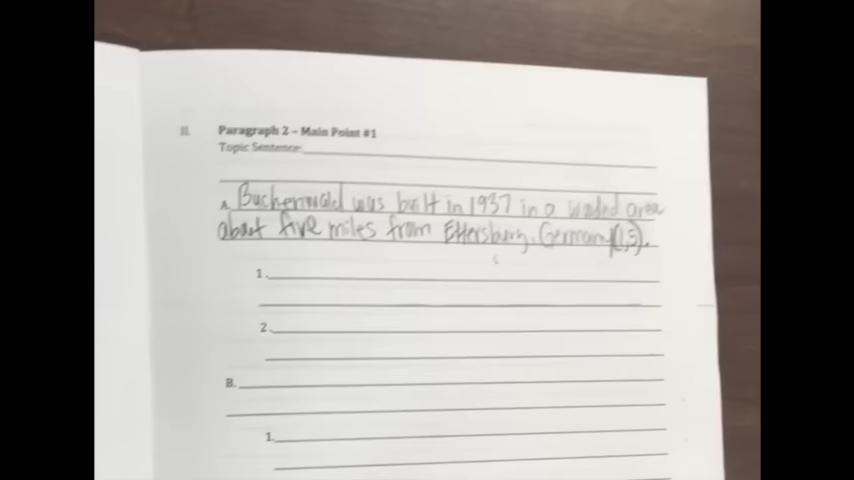 II. Paragraph 2 – Main Point #1
Topic Sentence:
A. Buchenwald was built in 1937 in a wooded area
about five miles from Ettersburg, Germany (1,5).
1.
2.
B.
1.